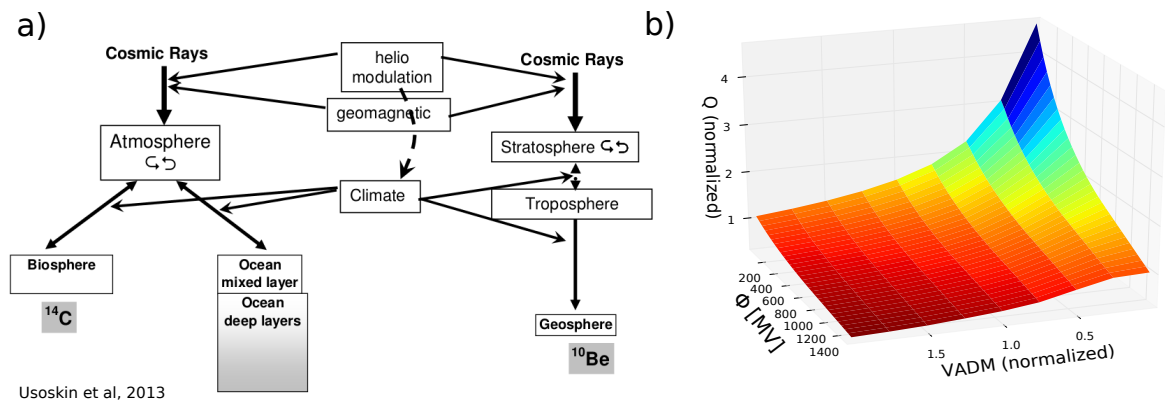 a)
Cosmic Rays
helio
modulation
Cosmic Rays
geomagnetic
Atmosphere
Stratosphere
Climate
Troposphere
Biosphere
Ocean
mixed layer
Ocean
deep layers
14C
Geosphere
10Be
Usoskin et al, 2013
b)
Q (normalized)
4
3
2
1
Φ [MV]
200
400
600
800
1000
1200
1400
1.5
1.0
0.5
VADM (normalized)